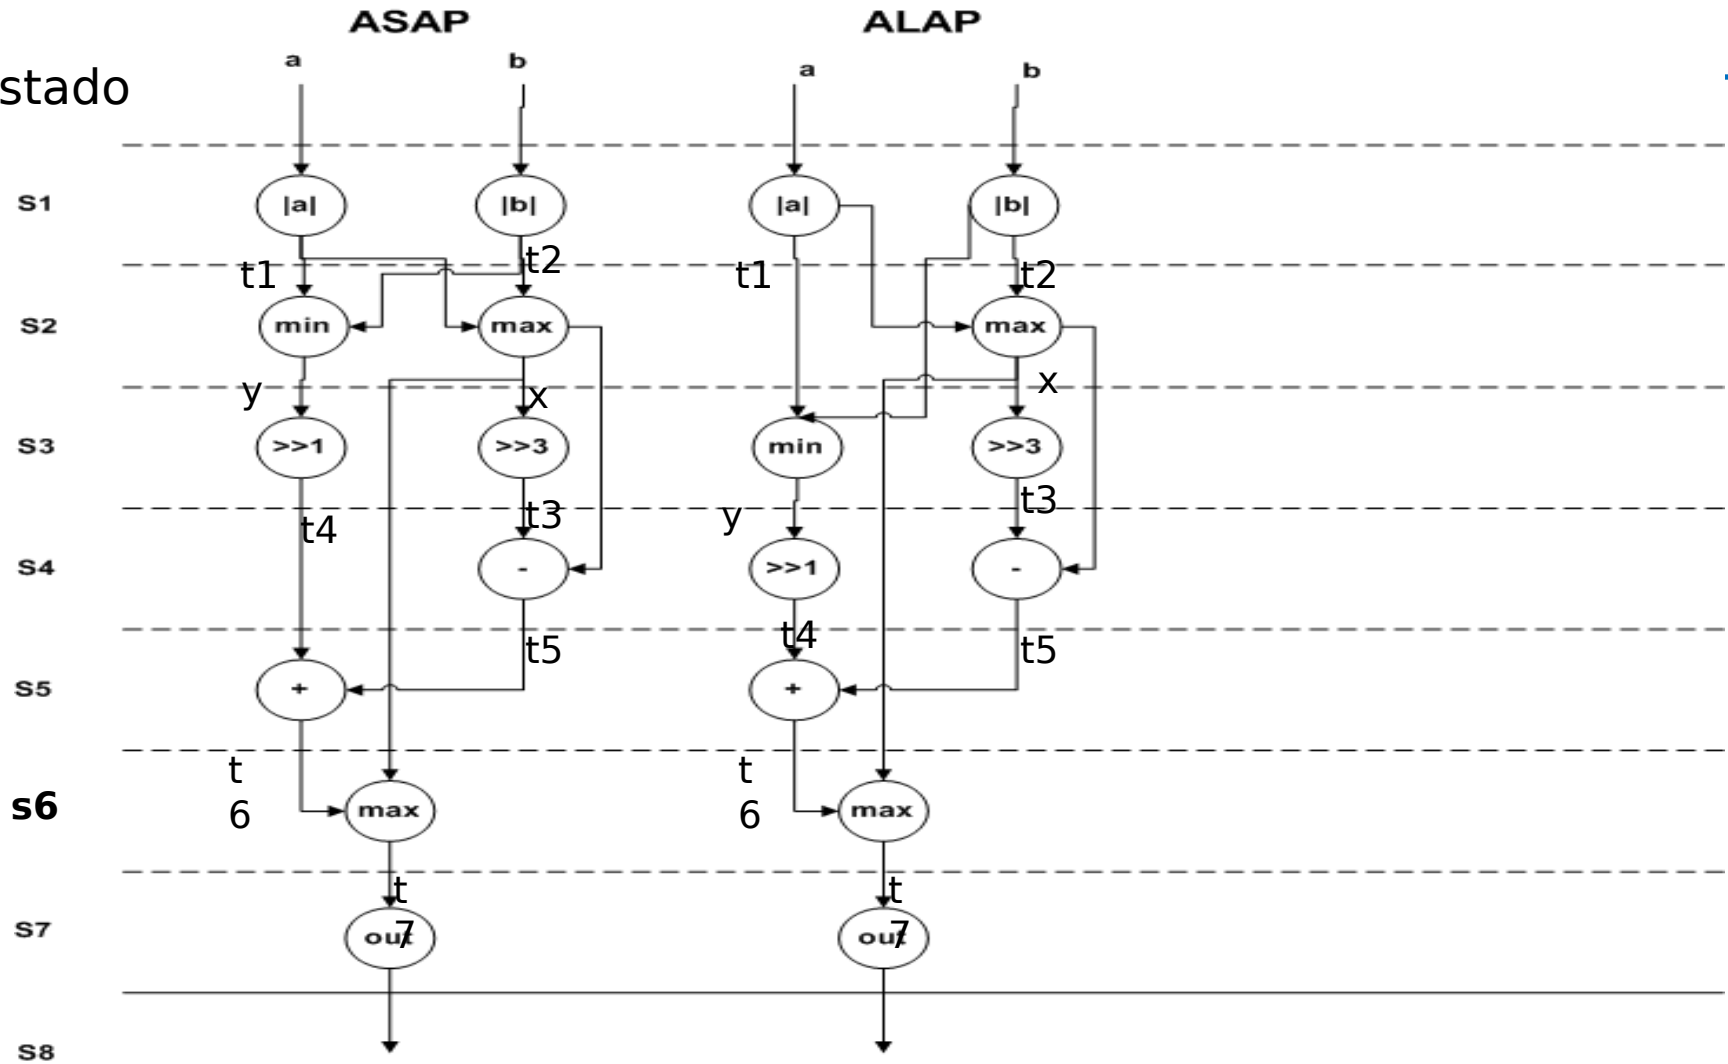 ASAP ALAP
a b a b
stado
S1 |a| |b| |a| |b|
t1 t2 t1 t2
S2 min max max
y x x
S3 >>1 >>3 min >>3
t4 t3 y t3
S4 - >>1 -
t5 t4 t5
S5 + +
t t
6 6
s6 max max
t t
7 7
S7 out out
S8